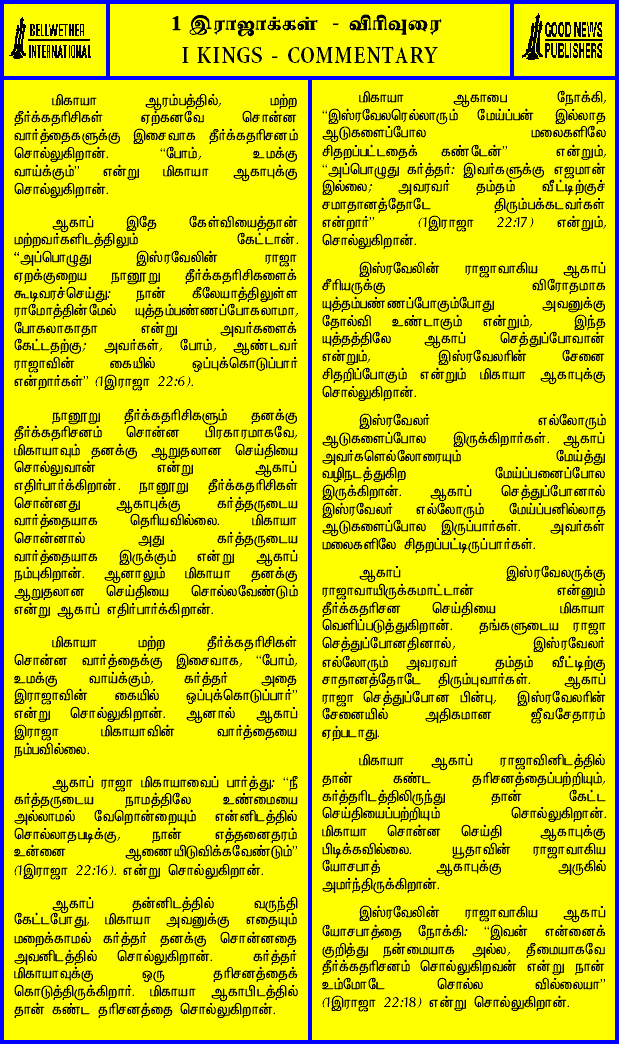 BELLWETHER
INTERNATIONAL
1 இராஜாக்கள் - விரிவுரை
I KINGS - COMMENTARY
GOOD NEWS
PUBLISHERS
மிகாயா ஆரம்பத்தில், மற்ற
தீர்க்கதரிசிகள் ஏற்கனவே சொன்ன
வார்த்தைகளுக்கு இசைவாக தீர்க்கதரிசனம்
சொல்லுகிறான். “போம், உமக்கு
வாய்க்கும்” என்று மிகாயா ஆகாபுக்கு
சொல்லுகிறான்.
ஆகாப் இதே கேள்வியைத்தான்
மற்றவர்களிடத்திலும் கேட்டான்.
“அப்பொழுது இஸ்ரவேலின் ராஜா
ஏறக்குறைய நானூறு தீர்க்கதரிசிகளைக்
கூடிவரச்செய்து: நான் கீலேயாத்திலுள்ள
ராமோத்தின்மேல் யுத்தம்பண்ணப்போகலாமா,
போகலாகாதா என்று அவர்களைக்
கேட்டதற்கு; அவர்கள், போம், ஆண்டவர்
ராஜாவின் கையில் ஒப்புக்கொடுப்பார்
என்றார்கள்” (1இராஜா 22:6).
நானூறு தீர்க்கதரிசிகளும் தனக்கு
தீர்க்கதரிசனம் சொன்ன பிரகாரமாகவே,
மிகாயாவும் தனக்கு ஆறுதலான செய்தியை
சொல்லுவான் என்று ஆகாப்
எதிர்பார்க்கிறான். நானூறு தீர்க்கதரிசிகள்
சொன்னது ஆகாபுக்கு கர்த்தருடைய
வார்த்தையாக தெரியவில்லை. மிகாயா
சொன்னால் அது கர்த்தருடைய
வார்த்தையாக இருக்கும் என்று ஆகாப்
நம்புகிறான். ஆனாலும் மிகாயா தனக்கு
ஆறுதலான செய்தியை சொல்லவேண்டும்
என்று ஆகாப் எதிர்பார்க்கிறான்.
மிகாயா மற்ற தீர்க்கதரிசிகள்
சொன்ன வார்த்தைக்கு இசைவாக, “போம்,
உமக்கு வாய்க்கும், கர்த்தர் அதை
இராஜாவின் கையில் ஒப்புக்கொடுப்பார்”
என்று சொல்லுகிறான். ஆனால் ஆகாப்
இராஜா மிகாயாவின் வார்த்தையை
நம்பவில்லை.
ஆகாப் ராஜா மிகாயாவைப் பார்த்து: “நீ
கர்த்தருடைய நாமத்திலே உண்மையை
அல்லாமல் வேறொன்றையும் என்னிடத்தில்
சொல்லாதபடிக்கு, நான் எத்தனைதரம்
உன்னை ஆணையிடுவிக்கவேண்டும்”
(1இராஜா 22:16). என்று சொல்லுகிறான்.
ஆகாப் தன்னிடத்தில் வருந்தி
கேட்டபோது, மிகாயா அவனுக்கு எதையும்
மறைக்காமல் கர்த்தர் தனக்கு சொன்னதை
அவனிடத்தில் சொல்லுகிறான். கர்த்தர்
மிகாயாவுக்கு ஒரு தரிசனத்தைக்
கொடுத்திருக்கிறார். மிகாயா ஆகாபிடத்தில்
தான் கண்ட தரிசனத்தை சொல்லுகிறான்.
மிகாயா ஆகாபை நோக்கி,
“இஸ்ரவேலரெல்லாரும் மேய்ப்பன் இல்லாத
ஆடுகளைப்போல மலைகளிலே
சிதறப்பட்டதைக் கண்டேன்” என்றும்,
“அப்பொழுது கர்த்தர்: இவர்களுக்கு எஜமான்
இல்லை; அவரவர் தம்தம் வீட்டிற்குச்
சமாதானத்தோடே திரும்பக்கடவர்கள்
என்றார்” (1இராஜா 22:17) என்றும்,
சொல்லுகிறான்.
இஸ்ரவேலின் ராஜாவாகிய ஆகாப்
சீரியருக்கு விரோதமாக
யுத்தம்பண்ணப்போகும்போது அவனுக்கு
தோல்வி உண்டாகும் என்றும், இந்த
யுத்தத்திலே ஆகாப் செத்துப்போவான்
என்றும், இஸ்ரவேலரின் சேனை
சிதறிப்போகும் என்றும் மிகாயா ஆகாபுக்கு
சொல்லுகிறான்.
இஸ்ரவேலர் எல்லோரும்
ஆடுகளைப்போல இருக்கிறார்கள். ஆகாப்
அவர்களெல்லோரையும் மேய்த்து
வழிநடத்துகிற மேய்ப்பனைப்போல
இருக்கிறான். ஆகாப் செத்துப்போனால்
இஸ்ரவேலர் எல்லோரும் மேய்ப்பனில்லாத
ஆடுகளைப்போல இருப்பார்கள். அவர்கள்
மலைகளிலே சிதறப்பட்டிருப்பார்கள்.
ஆகாப் இஸ்ரவேலருக்கு
ராஜாவாயிருக்கமாட்டான் என்னும்
தீர்க்கதரிசன செய்தியை மிகாயா
வெளிப்படுத்துகிறான். தங்களுடைய ராஜா
செத்துப்போனதினால், இஸ்ரவேலர்
எல்லோரும் அவரவர் தம்தம் வீட்டிற்கு
சாதானத்தோடே திரும்புவார்கள். ஆகாப்
ராஜா செத்துப்போன பின்பு, இஸ்ரவேலரின்
சேனையில் அதிகமான ஜீவசேதாரம்
ஏற்படாது.
மிகாயா ஆகாப் ராஜாவினிடத்தில்
தான் கண்ட தரிசனத்தைப்பற்றியும்,
கர்த்தரிடத்திலிருந்து தான் கேட்ட
செய்தியைப்பற்றியும் சொல்லுகிறான்.
மிகாயா சொன்ன செய்தி ஆகாபுக்கு
பிடிக்கவில்லை. யூதாவின் ராஜாவாகிய
யோசபாத் ஆகாபுக்கு அருகில்
அமர்ந்திருக்கிறான்.
இஸ்ரவேலின் ராஜாவாகிய ஆகாப்
யோசபாத்தை நோக்கி: “இவன் என்னைக்
குறித்து நன்மையாக அல்ல, தீமையாகவே
தீர்க்கதரிசனம் சொல்லுகிறவன் என்று நான்
உம்மோடே சொல்ல வில்லையா”
(1இராஜா 22:18) என்று சொல்லுகிறான்.